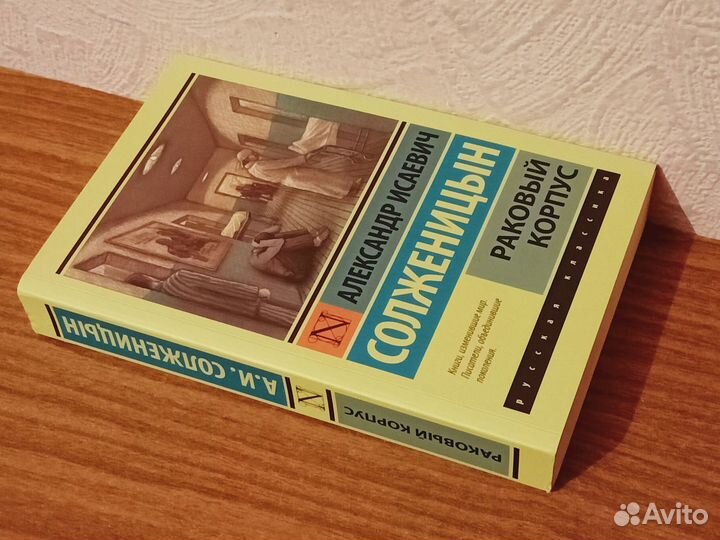 АЛЕКСАНДР ИСАЕВИЧ
СОЛЖЕНИЦЫН
РАКОВЫЙ
КОРПУС
Книги, изменившие мир.
Писатели, объединившие
поколения.
русская классика
N
А.И. СОЛЖЕНИЦЫН
N
РАКОВЫЙ КОРПУС
Avito